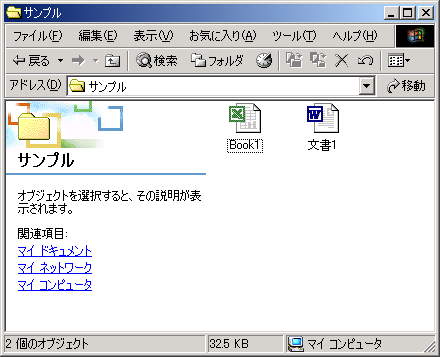 サンプル
ファイル(F) 編集(E) 表示(V) お気に入り(A) ツール(T) ヘルプ(H)
戻る 検索 フォルダ
アドレス(D) サンプル 移動
サンプル
オブジェクトを選択すると、その説明が表
示されます。
関連項目:
マイ ドキュメント
マイ ネットワーク
マイ コンピュータ
Book1 文書1
2 個のオブジェクト 32.5 KB マイ コンピュータ